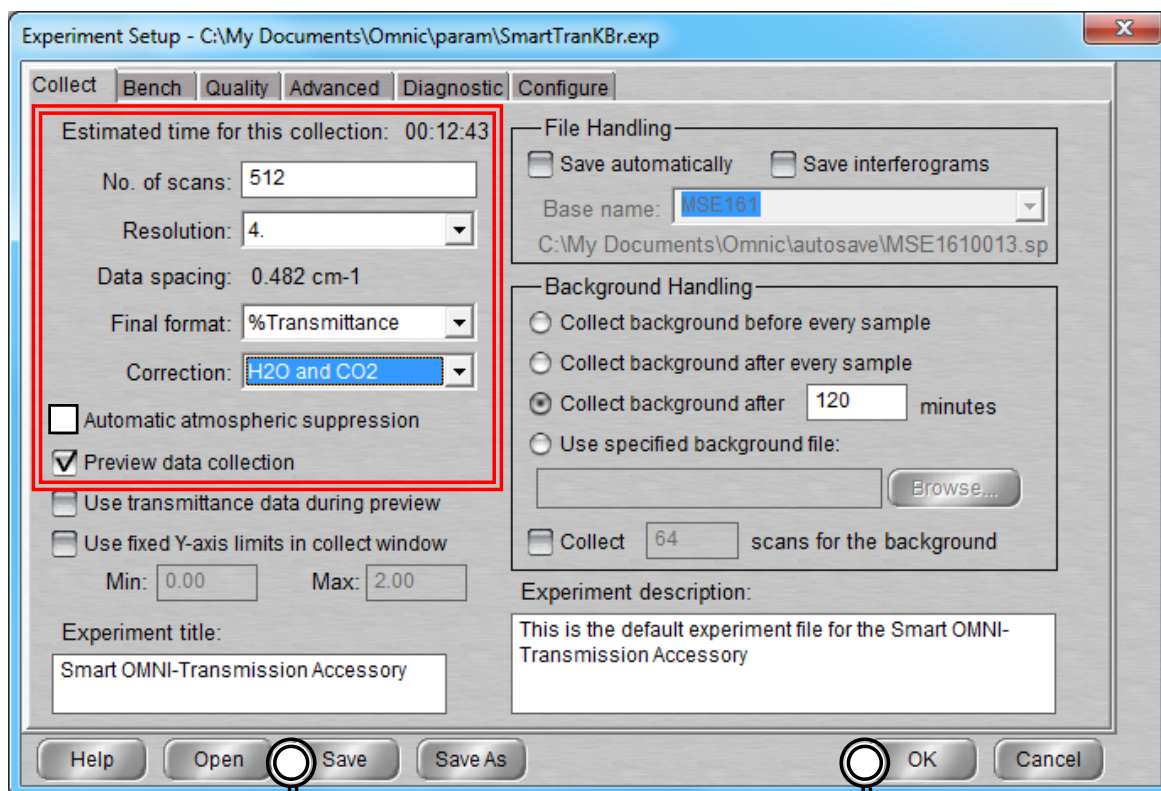 Experiment Setup - C:\My Documents\Omnic\param\SmartTranKBr.exp
x
Collect Bench Quality Advanced Diagnostic Configure
Estimated time for this collection: 00:12:43
No. of scans: 512
Resolution: 4.
Data spacing: 0.482 cm-1
Final format: %Transmittance
Correction: H2O and CO2
Automatic atmospheric suppression
Preview data collection
Use transmittance data during preview
Use fixed Y-axis limits in collect window
Min: 0.00 Max: 2.00
Experiment title:
Smart OMNI-Transmission Accessory
File Handling
Save automatically Save interferograms
Base name: MSE161
C:\My Documents\Omnic\autosave\MSE1610013.sp
Background Handling
Collect background before every sample
Collect background after every sample
Collect background after 120 minutes
Use specified background file:
Browse...
Collect 64 scans for the background
Experiment description:
This is the default experiment file for the Smart OMNI-
Transmission Accessory
Help Open Save Save As OK Cancel